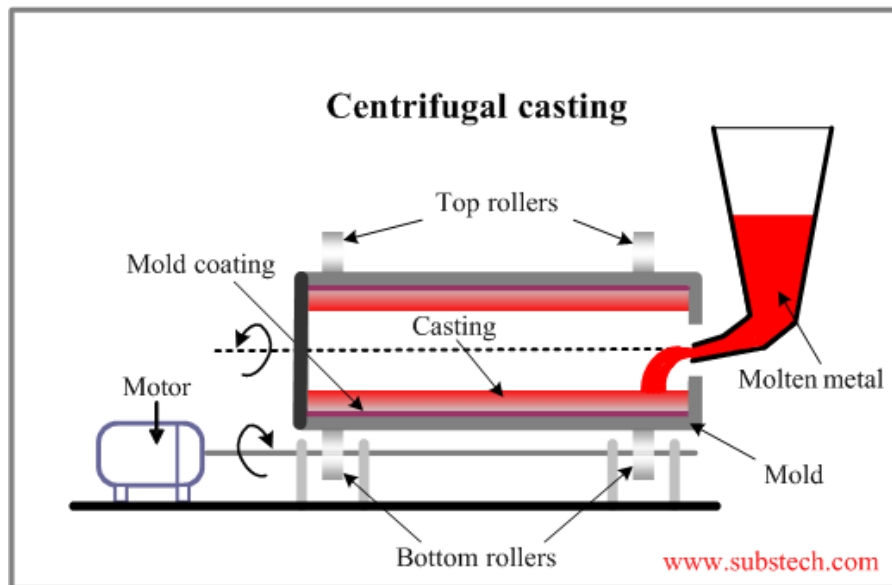 Centrifugal casting
Top rollers
Mold coating
Casting
Motor
Molten metal
Mold
Bottom rollers
www.substech.com